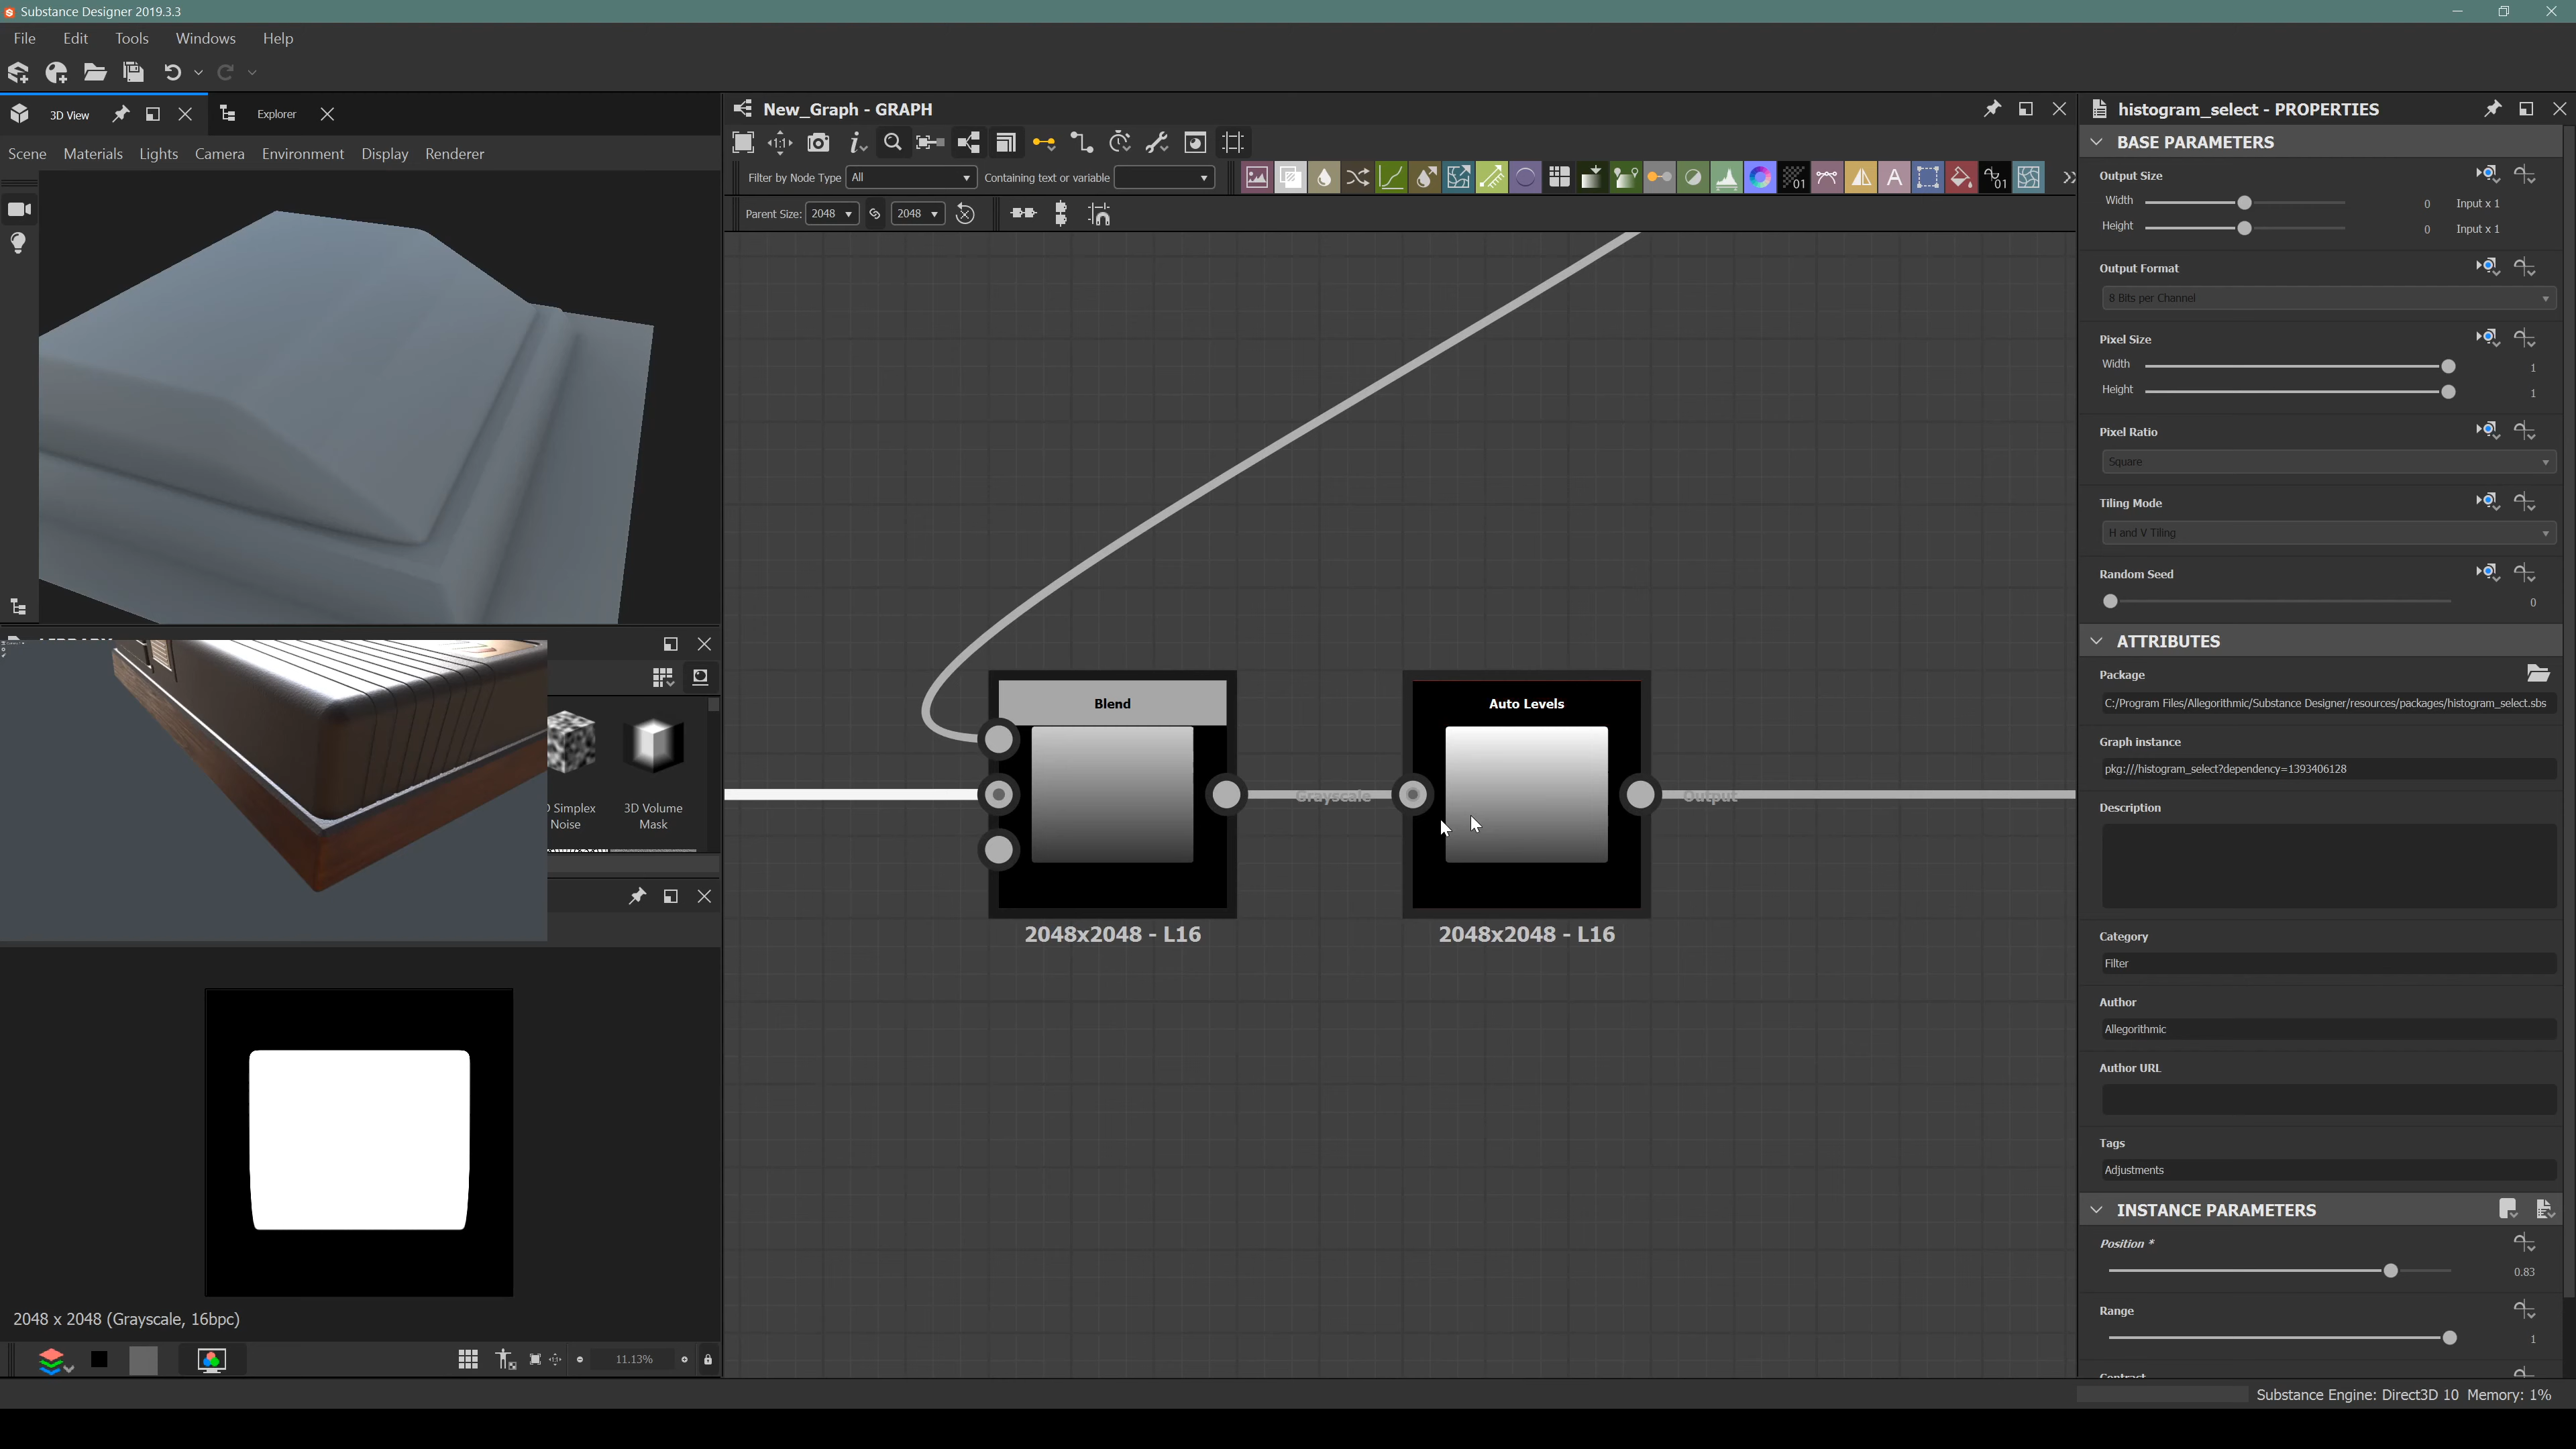 Substance Designer 2019.3.3
File Edit Tools Windows Help
3D View
Explorer
Scene Materials Lights Camera Environment Display Renderer
3D Volume
Mask
Simplex
Noise
2048 x 2048 (Grayscale, 16bpc)
11.13%
New_Graph - GRAPH
Filter by Node Type All Containing text or variable
Parent Size: 2048 2048
Blend
2048x2048 - L16
Grayscale
Auto Levels
2048x2048 - L16
Output
histogram_select - PROPERTIES
BASE PARAMETERS
Output Size
Width 0 Input x 1
Height 0 Input x 1
Output Format
8 Bits per Channel
Pixel Size
Width 1
Height 1
Pixel Ratio
Square
Tiling Mode
H and V Tiling
Random Seed
0
ATTRIBUTES
Package
C:/Program Files/Allegorithmic/Substance Designer/resources/packages/histogram_select.sbs
Graph instance
pkg:///histogram_select?dependency=1393406128
Description
Category
Filter
Author
Allegorithmic
Author URL
Tags
Adjustments
INSTANCE PARAMETERS
Position *
0.83
Range
1
Substance Engine: Direct3D 10 Memory: 1%